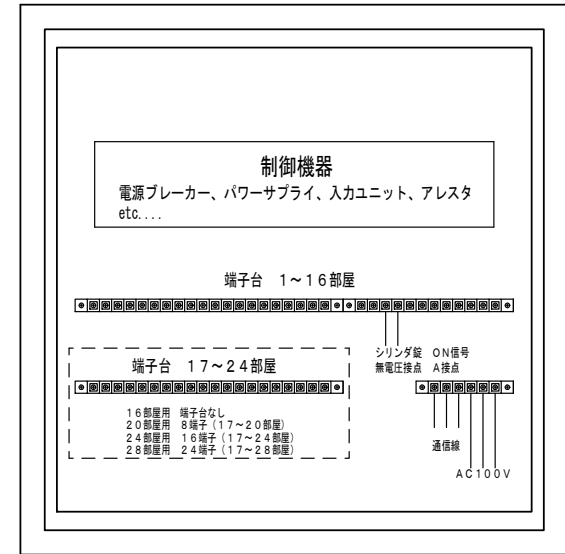 制御機器
電源ブレーカー、パワーサプライ、入力ユニット、アレスタ
etc....
端子台 1～16部屋
シリンダ錠 ON信号
無電圧接点 A接点
端子台 17～24部屋
16部屋用 端子台なし
20部屋用 8端子（17～20部屋）
24部屋用 16端子（17～24部屋）
28部屋用 24端子（17～28部屋）
通信線
AC100V